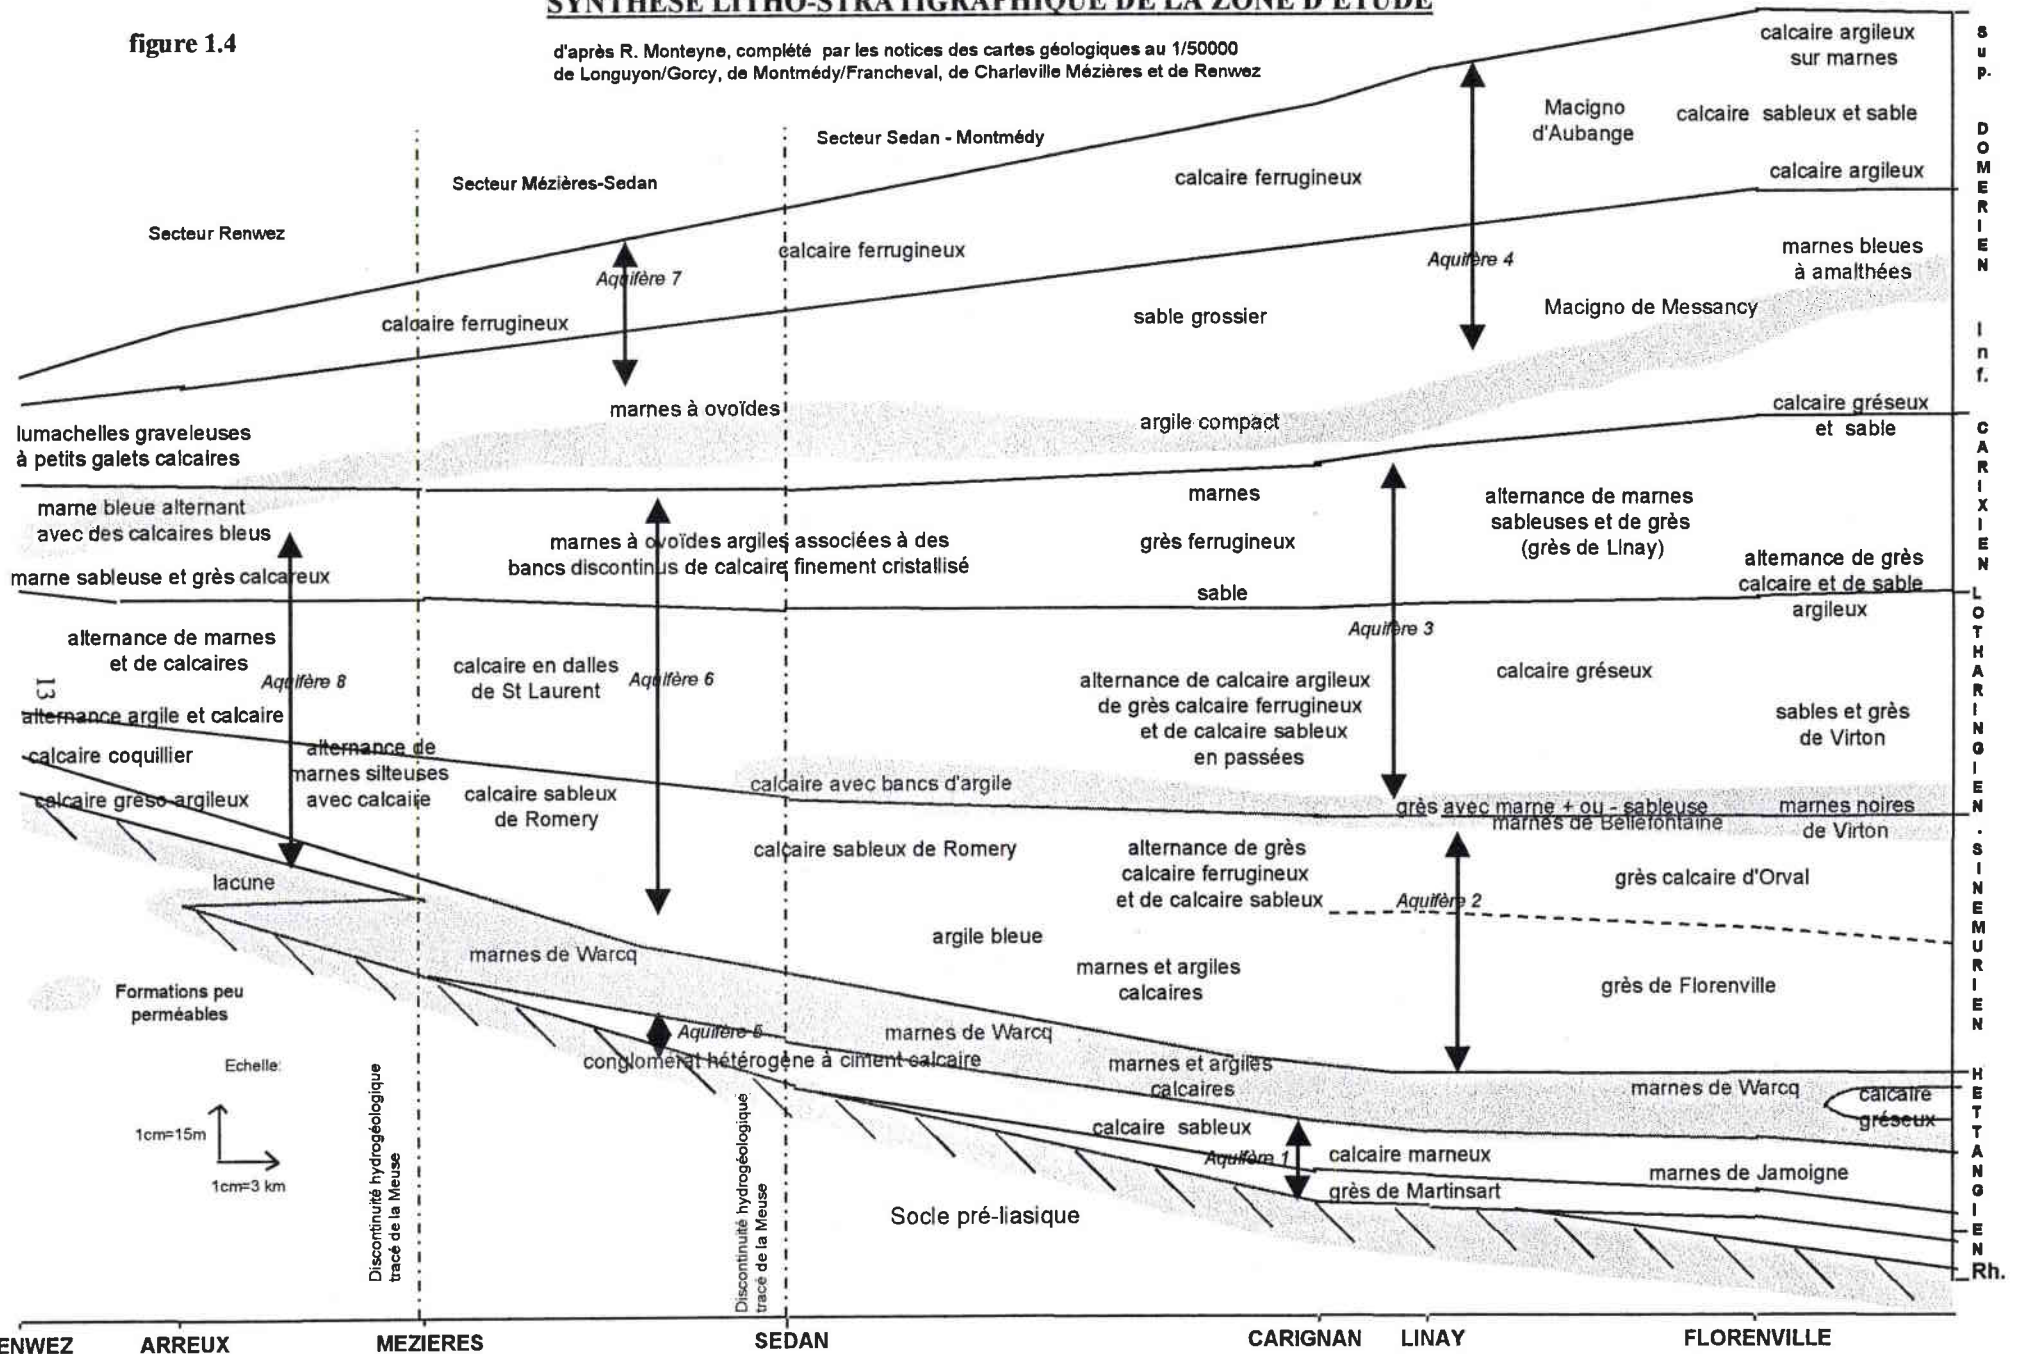 SYNTHESE LITHO-STRATIGRAPHIQUE DE LA ZONE D'ETUDE
figure 1.4
d'après R. Monteyne, complété par les notices des cartes géologiques au 1/50000
de Longuyon/Gorcy, de Montmédy/Francheval, de Charleville Mézières et de Renwez
Secteur Renwez
Secteur Mézières-Sedan
Secteur Sedan - Montmédy
calcaire argileux
sur marnes
Macigno
d'Aubange
calcaire sableux et sable
calcaire argileux
calcaire ferrugineux
calcaire ferrugineux
calcaire ferrugineux
Aquifère 7
Aquifère 4
marnes bleues
à amalthées
Macigno de Messancy
sable grossier
marnes à ovoïdes
argile compact
calcaire gréseux
et sable
lumachelles graveleuses
à petits galets calcaires
marne bleue alternant
avec des calcaires bleus
marne sableuse et grès calcareux
marnes à ovoïdes argiles associées à des
bancs discontinus de calcaire finement cristallisé
marnes
grès ferrugineux
sable
alternance de marnes
sableuses et de grès
(grès de Linay)
alternance de grès
calcaire et de sable
argileux
Aquifère 3
alternance de marnes
et de calcaires
Aquifère 8
calcaire en dalles
de St Laurent
Aquifère 6
alternance de calcaire argileux
de grès calcaire ferrugineux
et de calcaire sableux
en passées
calcaire gréseux
sables et grès
de Virton
13
alternance argile et calcaire
calcaire coquillier
calcaire gréso-argileux
alternance de
marnes silteuses
avec calcaire
calcaire sableux
de Romery
calcaire avec bancs d'argile
grès avec marne + ou - sableuse
marnes de Bellefontaine
marnes noires
de Virton
calcaire sableux de Romery
alternance de grès
calcaire ferrugineux
et de calcaire sableux
Aquifère 2
grès calcaire d'Orval
lacune
argile bleue
marnes de Warcq
marnes et argiles
calcaires
grès de Florenville
Formations peu
perméables
Aquifère 5
marnes de Warcq
conglomérat hétérogène à ciment calcaire
marnes et argiles
calcaires
marnes de Warcq
calcaire
gréseux
calcaire sableux
Aquifère 1
calcaire marneux
marnes de Jamoigne
grès de Martinsart
Echelle:
1cm=15m
1cm=3 km
Discontinuité hydrogéologique
tracé de la Meuse
Discontinuité hydrogéologique
tracé de la Meuse
Socle pré-liasique
Sup. DOMERIEN Inf.
CARIXIEN
LOTHARINGIEN . SINEMURIEN
HETTANGIEN
Rh.
ENWEZ ARREUX MEZIERES SEDAN CARIGNAN LINAY FLORENVILLE